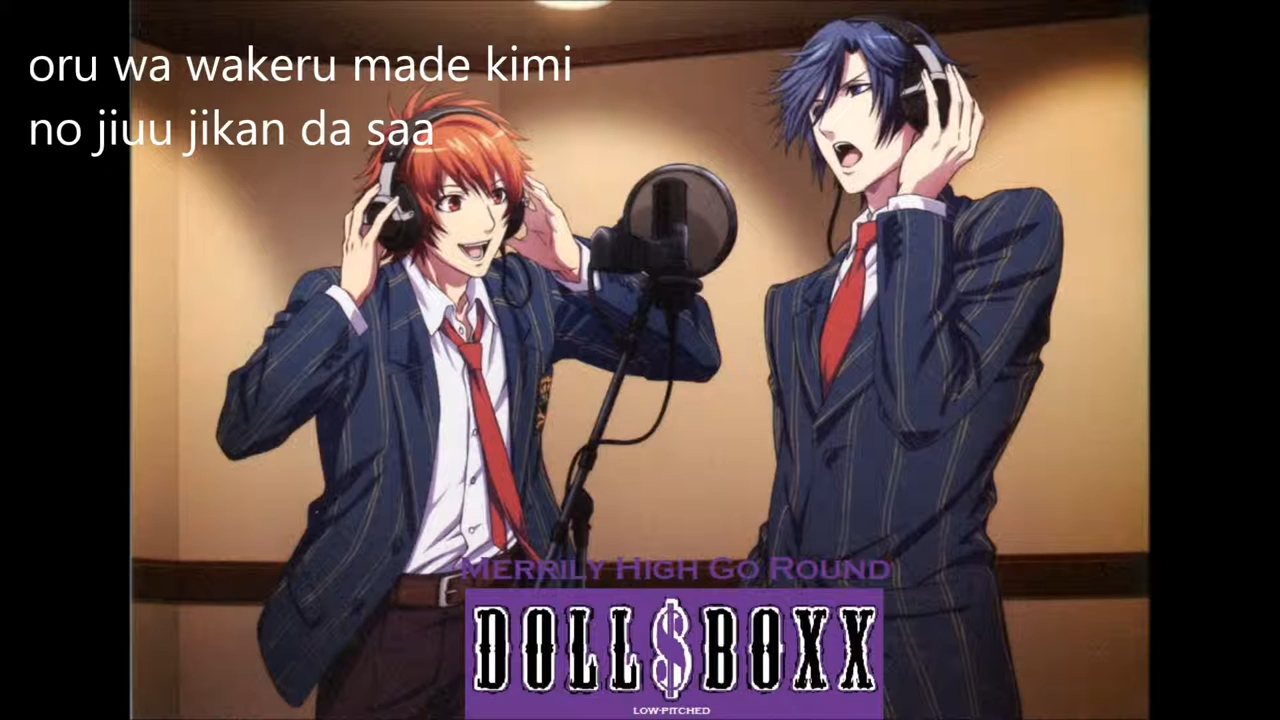 oru wa wakeru made kimi
no jiuu jikan da saa
MERRILY HIGH GO ROUND
DOLL$BOXX
LOW-PITCHED